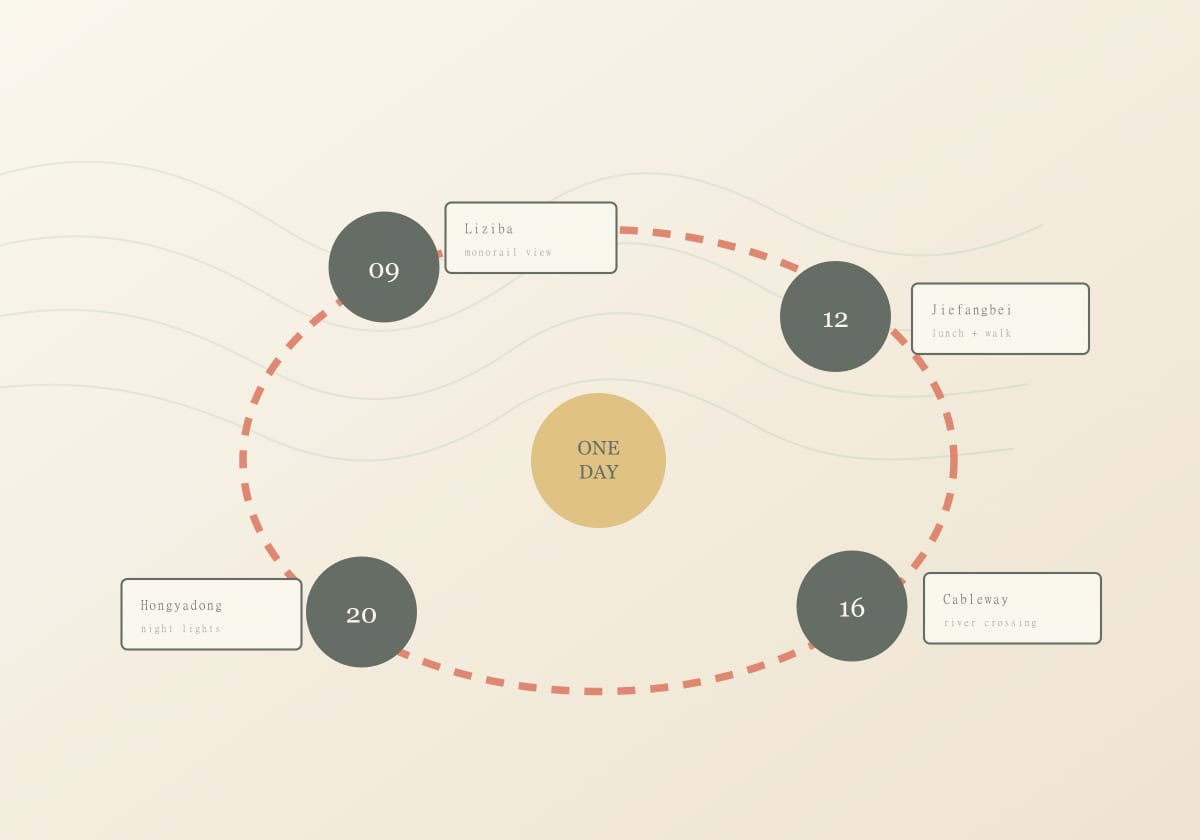 09
Liziba
monorail view
12
Jiefangbei
lunch + walk
ONE
DAY
16
Cableway
river crossing
20
Hongyadong
night lights